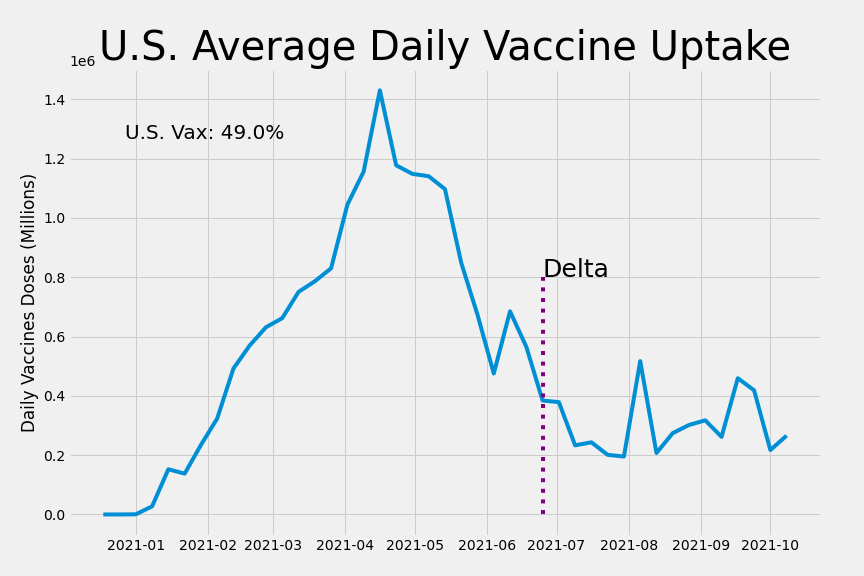 U.S. Average Daily Vaccine Uptake
1e6
1.4
U.S. Vax: 49.0%
1.2
1.0
Delta
0.8
0.6
0.4
0.2
0.0
Daily Vaccines Doses (Millions)
2021-01 2021-02 2021-03 2021-04 2021-05 2021-06 2021-07 2021-08 2021-09 2021-10